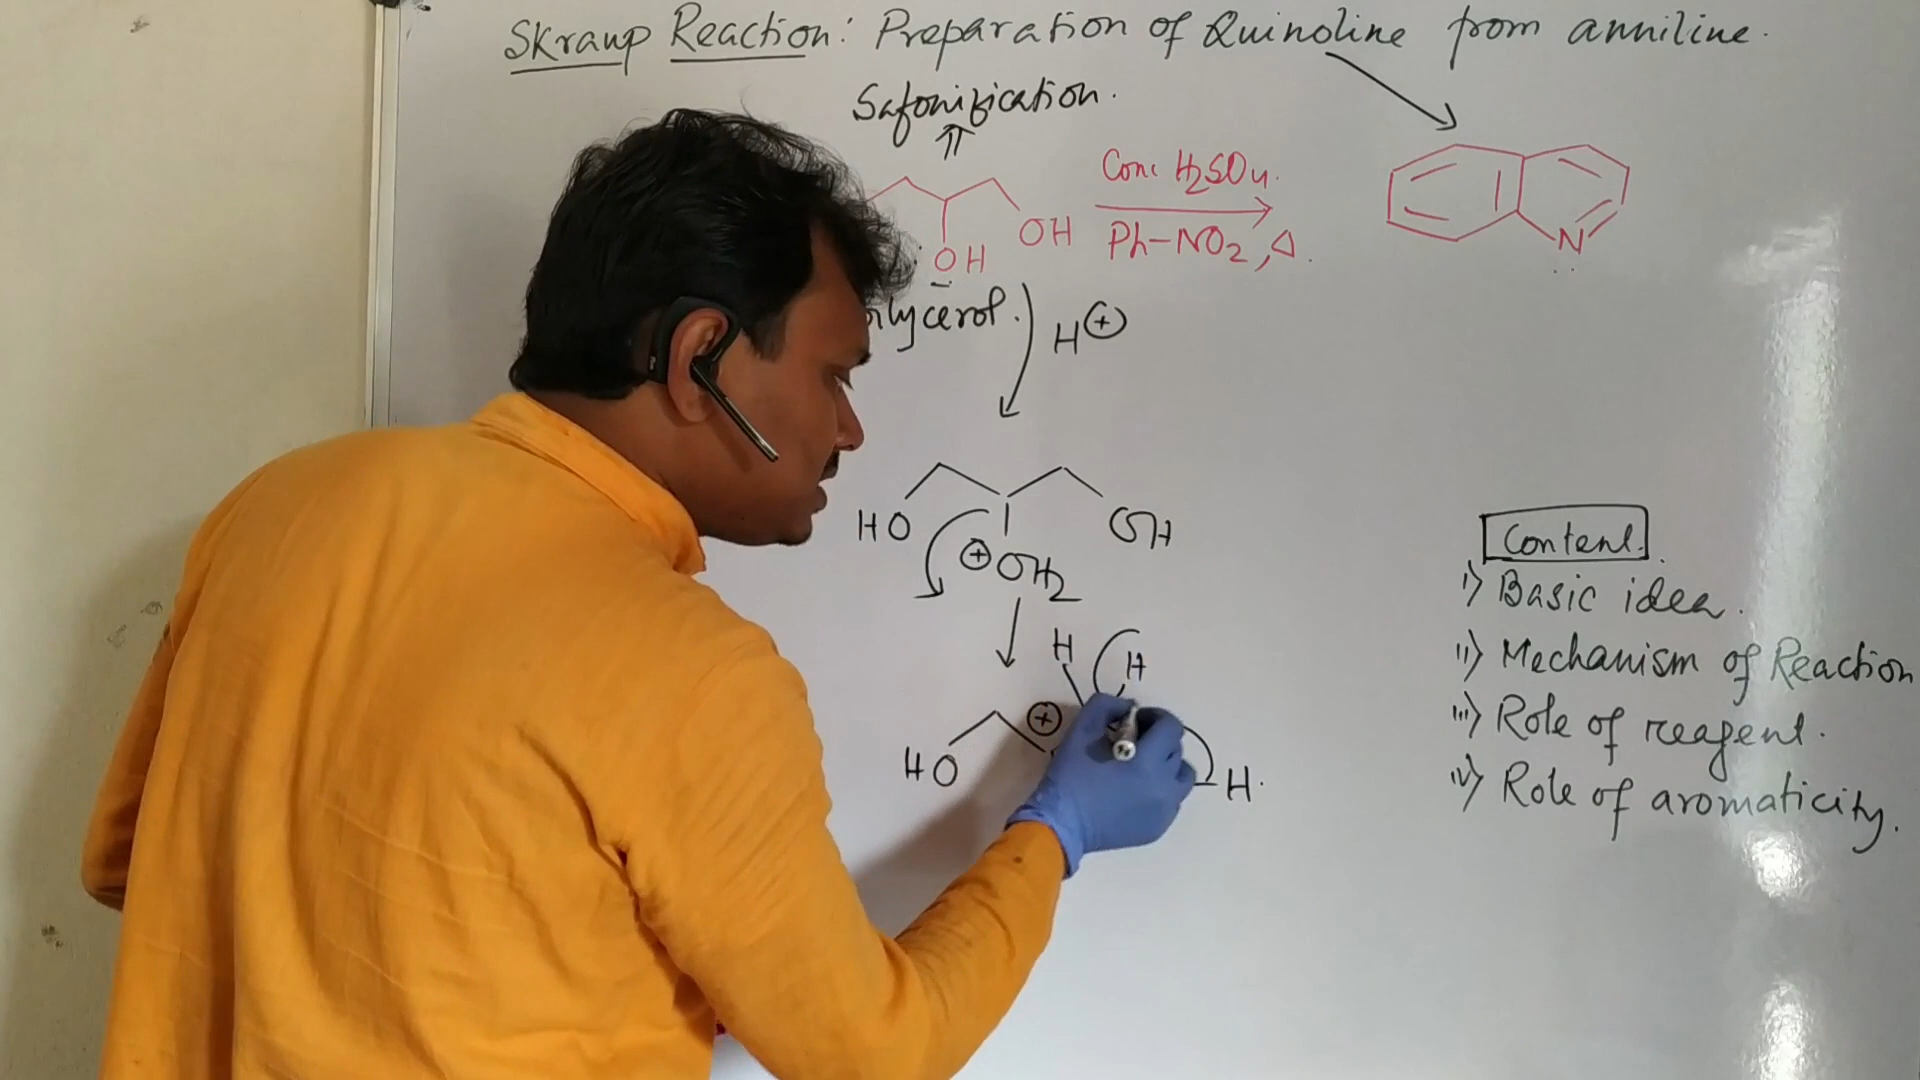 Skraup Reaction: Preparation of Quinoline from anniline.
Safonification.
OH
OH
Conc H2SO4.
Ph-NO2, Δ.
N
H⊕
HO
OH
⊕OH2
H
H
⊕
HO
H.
Content.
i) Basic idea.
ii) Mechanism of Reaction
iii) Role of reagent.
iv) Role of aromaticity.